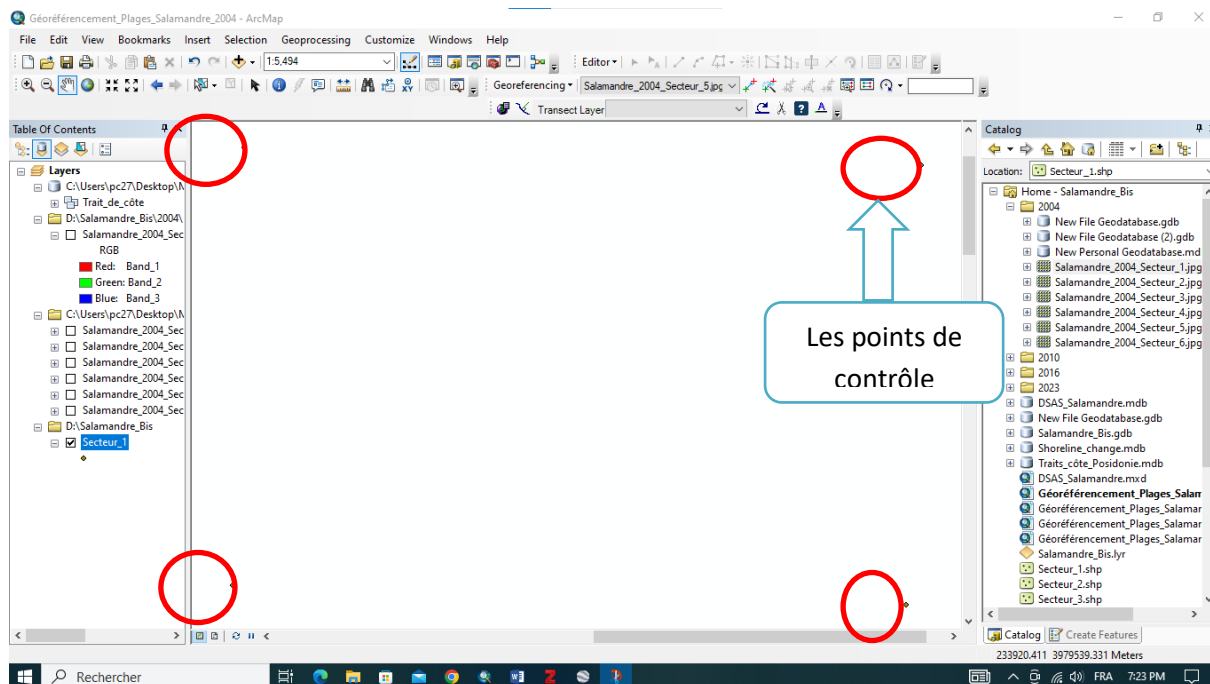 Géoréférencement_Plages_Salamandre_2004 - ArcMap
File Edit View Bookmarks Insert Selection Geoprocessing Customize Windows Help
1:5,494
Editor
Georeferencing
Salamandre_2004_Secteur_5.jpg
Transect Layer
Table Of Contents
Layers
C:\Users\pc27\Desktop\N
Trait_de_côte
D:\Salamandre_Bis\2004\
Salamandre_2004_Sec
RGB
Red: Band_1
Green: Band_2
Blue: Band_3
C:\Users\pc27\Desktop\N
Salamandre_2004_Sec
Salamandre_2004_Sec
Salamandre_2004_Sec
Salamandre_2004_Sec
Salamandre_2004_Sec
Salamandre_2004_Sec
D:\Salamandre_Bis
Secteur_1
Les points de
contrôle
Catalog
Location: Secteur_1.shp
Home - Salamandre_Bis
2004
New File Geodatabase.gdb
New File Geodatabase (2).gdb
New Personal Geodatabase.md
Salamandre_2004_Secteur_1.jpg
Salamandre_2004_Secteur_2.jpg
Salamandre_2004_Secteur_3.jpg
Salamandre_2004_Secteur_4.jpg
Salamandre_2004_Secteur_5.jpg
Salamandre_2004_Secteur_6.jpg
2010
2016
2023
DSAS_Salamandre.mdb
New File Geodatabase.gdb
Salamandre_Bis.gdb
Shoreline_change.mdb
Traits_côte_Posidonie.mdb
DSAS_Salamandre.mxd
Géoréférencement_Plages_Salam
Géoréférencement_Plages_Salamar
Géoréférencement_Plages_Salamar
Géoréférencement_Plages_Salamar
Salamandre_Bis.lyr
Secteur_1.shp
Secteur_2.shp
Secteur_3.shp
Catalog Create Features
233920.411 3979539.331 Meters
Rechercher
FRA 7:23 PM